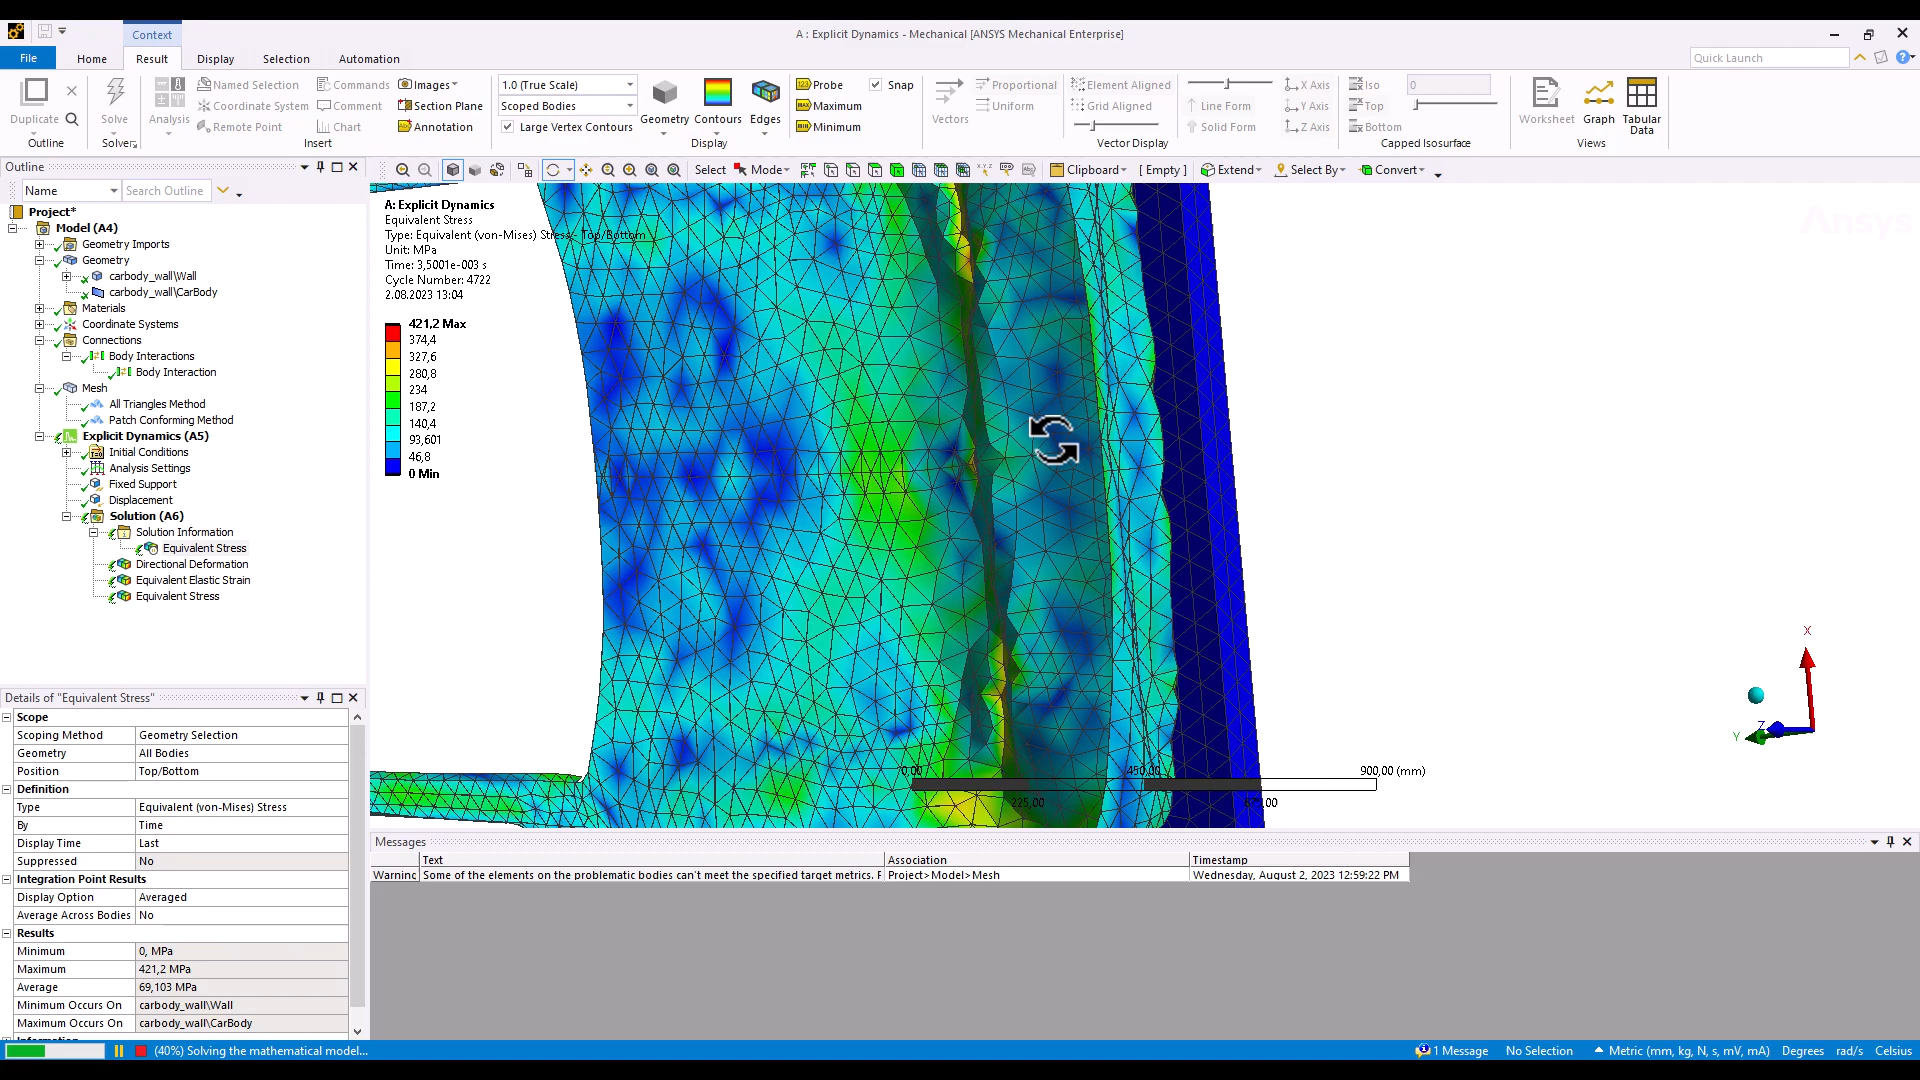 Context
A : Explicit Dynamics - Mechanical [ANSYS Mechanical Enterprise]
File Home Result Display Selection Automation
Quick Launch
Duplicate
Outline
Solve
Solver
Analysis
Named Selection
Coordinate System
Remote Point
Commands
Comment
Chart
Images
Section Plane
Annotation
Insert
1.0 (True Scale)
Scoped Bodies
Large Vertex Contours
Geometry Contours Edges
Display
Probe
Maximum
Minimum
Snap
Vectors
Proportional
Uniform
Element Aligned
Grid Aligned
Line Form
Solid Form
X Axis
Y Axis
Z Axis
Vector Display
Iso
Top
Bottom
0
Capped Isosurface
Worksheet Graph Tabular
Data
Views
Outline
Name Search Outline
Select Mode Clipboard [ Empty ] Extend Select By Convert
Project*
Model (A4)
Geometry Imports
Geometry
carbody_wall\Wall
carbody_wall\CarBody
Materials
Coordinate Systems
Connections
Body Interactions
Body Interaction
Mesh
All Triangles Method
Patch Conforming Method
Explicit Dynamics (A5)
Initial Conditions
Analysis Settings
Fixed Support
Displacement
Solution (A6)
Solution Information
Equivalent Stress
Directional Deformation
Equivalent Elastic Strain
Equivalent Stress
A: Explicit Dynamics
Equivalent Stress
Type: Equivalent (von-Mises) Stress - Top/Bottom
Unit: MPa
Time: 3,5001e-003 s
Cycle Number: 4722
2.08.2023 13:04
421,2 Max
374,4
327,6
280,8
234
187,2
140,4
93,601
46,8
0 Min
Ansys
X
Y
Z
0,00 450,00 900,00 (mm)
225,00
Details of "Equivalent Stress"
Scope
Scoping Method Geometry Selection
Geometry All Bodies
Position Top/Bottom
Definition
Type Equivalent (von-Mises) Stress
By Time
Display Time Last
Suppressed No
Integration Point Results
Display Option Averaged
Average Across Bodies No
Results
Minimum 0, MPa
Maximum 421,2 MPa
Average 69,103 MPa
Minimum Occurs On carbody_wall\Wall
Maximum Occurs On carbody_wall\CarBody
Messages
Text Association Timestamp
Warning Some of the elements on the problematic bodies can't meet the specified target metrics. Project>Model>Mesh Wednesday, August 2, 2023 12:59:22 PM
(40%) Solving the mathematical model... 1 Message No Selection Metric (mm, kg, N, s, mV, mA) Degrees rad/s Celsius